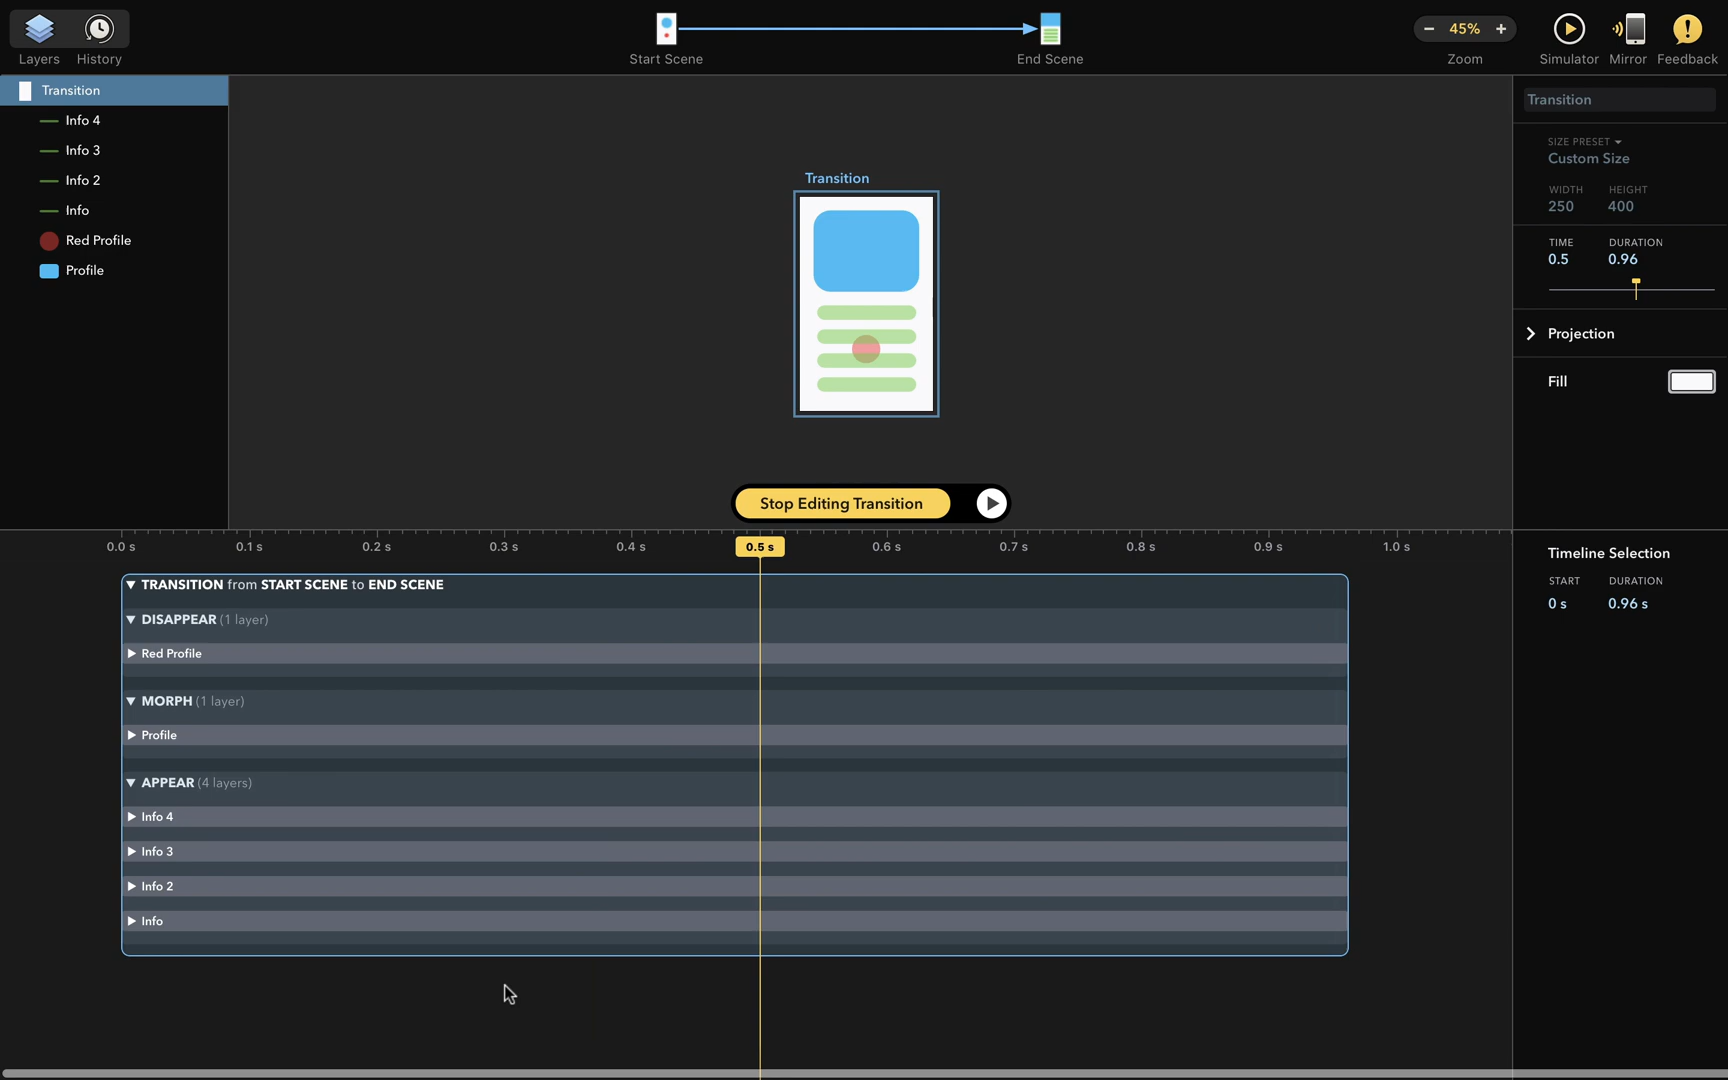 Layers
History
Start Scene
End Scene
− 45% +
Zoom
Simulator
Mirror
Feedback
Transition
Info 4
Info 3
Info 2
Info
Red Profile
Profile
Transition
Stop Editing Transition
Transition
SIZE PRESET
Custom Size
WIDTH HEIGHT
250 400
TIME DURATION
0.5 0.96
Projection
Fill
0.0 s 0.1 s 0.2 s 0.3 s 0.4 s 0.5 s 0.6 s 0.7 s 0.8 s 0.9 s 1.0 s
TRANSITION from START SCENE to END SCENE
DISAPPEAR (1 layer)
Red Profile
MORPH (1 layer)
Profile
APPEAR (4 layers)
Info 4
Info 3
Info 2
Info
Timeline Selection
START DURATION
0 s 0.96 s